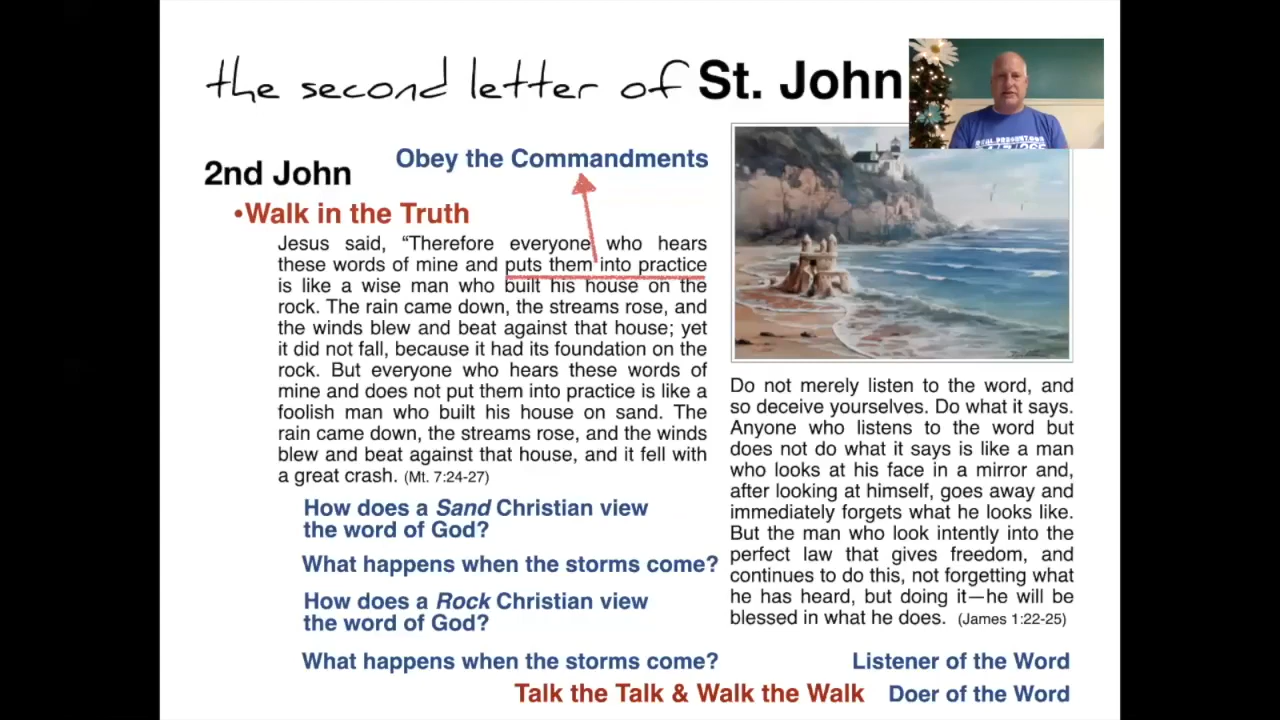 the second letter of St. John
2nd John
Obey the Commandments
•Walk in the Truth
Jesus said, “Therefore everyone who hears
these words of mine and puts them into practice
is like a wise man who built his house on the
rock. The rain came down, the streams rose, and
the winds blew and beat against that house; yet
it did not fall, because it had its foundation on the
rock. But everyone who hears these words of
mine and does not put them into practice is like a
foolish man who built his house on sand. The
rain came down, the streams rose, and the winds
blew and beat against that house, and it fell with
a great crash. (Mt. 7:24-27)
How does a Sand Christian view
the word of God?
What happens when the storms come?
How does a Rock Christian view
the word of God?
What happens when the storms come?
Do not merely listen to the word, and
so deceive yourselves. Do what it says.
Anyone who listens to the word but
does not do what it says is like a man
who looks at his face in a mirror and,
after looking at himself, goes away and
immediately forgets what he looks like.
But the man who look intently into the
perfect law that gives freedom, and
continues to do this, not forgetting what
he has heard, but doing it—he will be
blessed in what he does. (James 1:22-25)
Listener of the Word
Talk the Talk & Walk the Walk
Doer of the Word